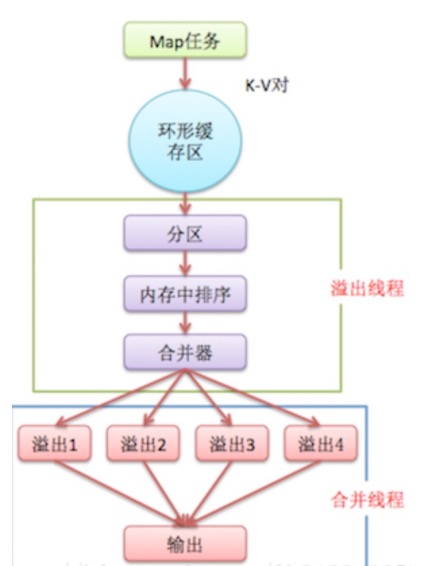 Map任务
K-V对
环形缓
存区
分区
内存中排序
溢出线程
合并器
溢出1
溢出2
溢出3
溢出4
合并线程
输出